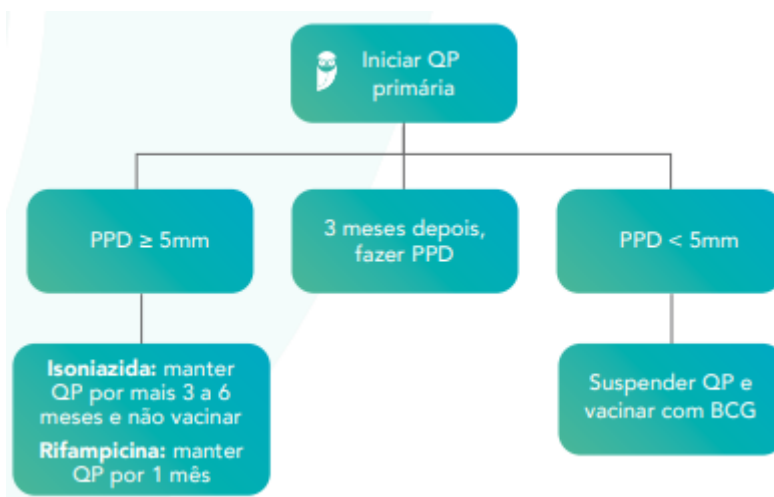 Iniciar QP
primária
PPD ≥ 5mm
3 meses depois,
fazer PPD
PPD < 5mm
Isoniazida: manter
QP por mais 3 a 6
meses e não vacinar
Rifampicina: manter
QP por 1 mês
Suspender QP e
vacinar com BCG